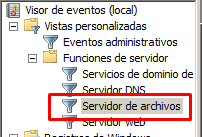 Visor de eventos (local)
Vistas personalizadas
Eventos administrativos
Funciones de servidor
Servicios de dominio de
Servidor DNS
Servidor de archivos
Servidor web
Registros de Windows